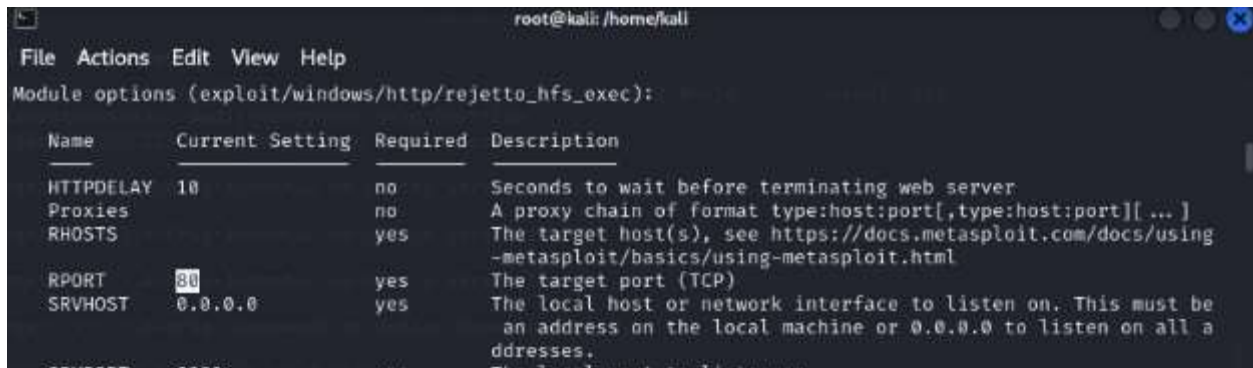 root@kali: /home/kali
File Actions Edit View Help
Module options (exploit/windows/http/rejetto_hfs_exec):
Name Current Setting Required Description
HTTPDELAY 10 no Seconds to wait before terminating web server
Proxies no A proxy chain of format type:host:port[,type:host:port][ ... ]
RHOSTS yes The target host(s), see https://docs.metasploit.com/docs/using
-metasploit/basics/using-metasploit.html
RPORT 80 yes The target port (TCP)
SRVHOST 0.0.0.0 yes The local host or network interface to listen on. This must be
an address on the local machine or 0.0.0.0 to listen on all a
ddresses.